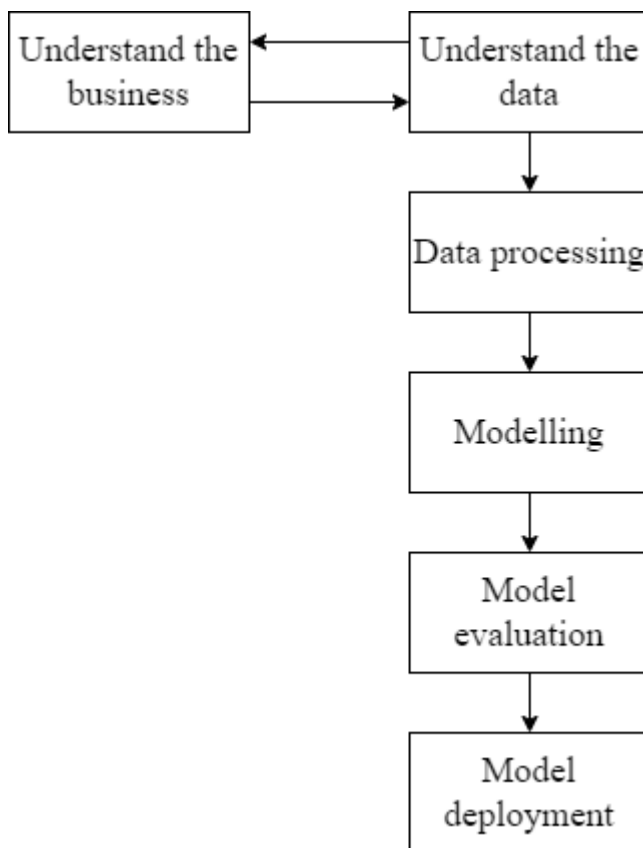 Understand the
business
Understand the
data
Data processing
Modelling
Model
evaluation
Model
deployment